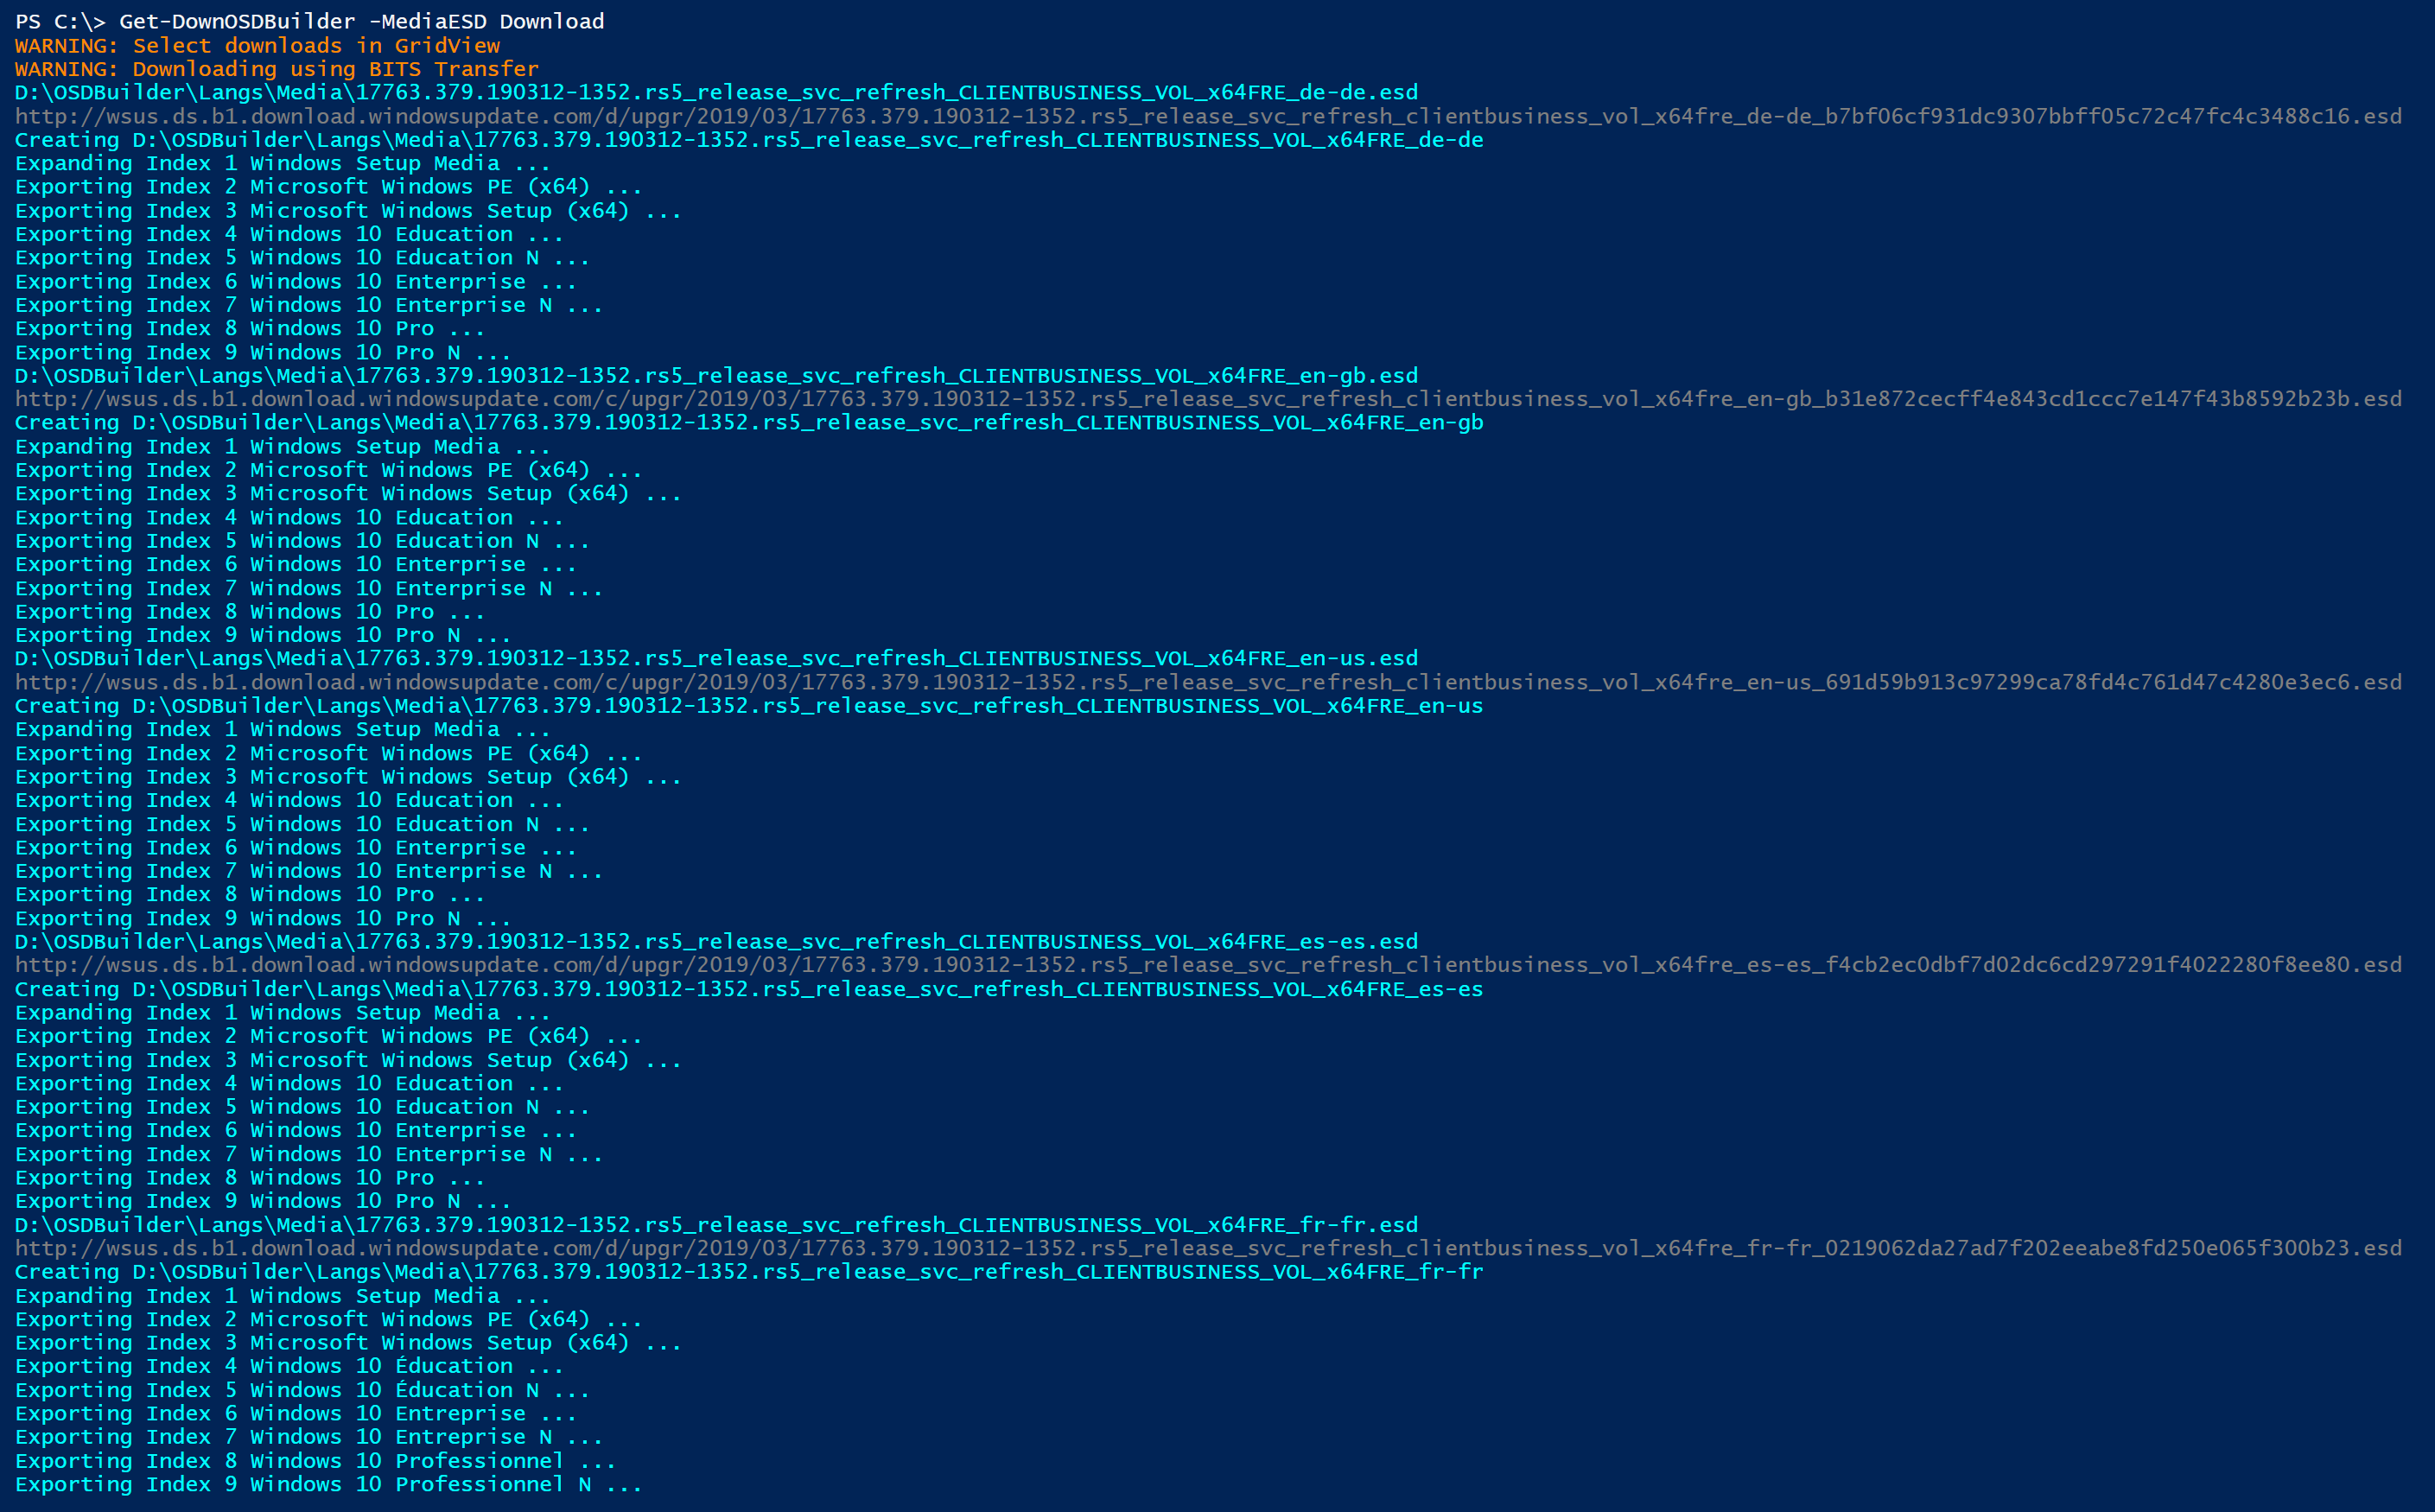 PS C:\> Get-DownOSDBuilder -MediaESD Download
WARNING: Select downloads in GridView
WARNING: Downloading using BITS Transfer
D:\OSDBuilder\Langs\Media\17763.379.190312-1352.rs5_release_svc_refresh_CLIENTBUSINESS_VOL_x64FRE_de-de.esd
http://wsus.ds.b1.download.windowsupdate.com/d/upgr/2019/03/17763.379.190312-1352.rs5_release_svc_refresh_clientbusiness_vol_x64fre_de-de_b7bf06cf931dc9307bbff05c72c47fc4c3488c16.esd
Creating D:\OSDBuilder\Langs\Media\17763.379.190312-1352.rs5_release_svc_refresh_CLIENTBUSINESS_VOL_x64FRE_de-de
Expanding Index 1 Windows Setup Media ...
Exporting Index 2 Microsoft Windows PE (x64) ...
Exporting Index 3 Microsoft Windows Setup (x64) ...
Exporting Index 4 Windows 10 Education ...
Exporting Index 5 Windows 10 Education N ...
Exporting Index 6 Windows 10 Enterprise ...
Exporting Index 7 Windows 10 Enterprise N ...
Exporting Index 8 Windows 10 Pro ...
Exporting Index 9 Windows 10 Pro N ...
D:\OSDBuilder\Langs\Media\17763.379.190312-1352.rs5_release_svc_refresh_CLIENTBUSINESS_VOL_x64FRE_en-gb.esd
http://wsus.ds.b1.download.windowsupdate.com/c/upgr/2019/03/17763.379.190312-1352.rs5_release_svc_refresh_clientbusiness_vol_x64fre_en-gb_b31e872cecff4e843cd1ccc7e147f43b8592b23b.esd
Creating D:\OSDBuilder\Langs\Media\17763.379.190312-1352.rs5_release_svc_refresh_CLIENTBUSINESS_VOL_x64FRE_en-gb
Expanding Index 1 Windows Setup Media ...
Exporting Index 2 Microsoft Windows PE (x64) ...
Exporting Index 3 Microsoft Windows Setup (x64) ...
Exporting Index 4 Windows 10 Education ...
Exporting Index 5 Windows 10 Education N ...
Exporting Index 6 Windows 10 Enterprise ...
Exporting Index 7 Windows 10 Enterprise N ...
Exporting Index 8 Windows 10 Pro ...
Exporting Index 9 Windows 10 Pro N ...
D:\OSDBuilder\Langs\Media\17763.379.190312-1352.rs5_release_svc_refresh_CLIENTBUSINESS_VOL_x64FRE_en-us.esd
http://wsus.ds.b1.download.windowsupdate.com/c/upgr/2019/03/17763.379.190312-1352.rs5_release_svc_refresh_clientbusiness_vol_x64fre_en-us_691d59b913c97299ca78fd4c761d47c4280e3ec6.esd
Creating D:\OSDBuilder\Langs\Media\17763.379.190312-1352.rs5_release_svc_refresh_CLIENTBUSINESS_VOL_x64FRE_en-us
Expanding Index 1 Windows Setup Media ...
Exporting Index 2 Microsoft Windows PE (x64) ...
Exporting Index 3 Microsoft Windows Setup (x64) ...
Exporting Index 4 Windows 10 Education ...
Exporting Index 5 Windows 10 Education N ...
Exporting Index 6 Windows 10 Enterprise ...
Exporting Index 7 Windows 10 Enterprise N ...
Exporting Index 8 Windows 10 Pro ...
Exporting Index 9 Windows 10 Pro N ...
D:\OSDBuilder\Langs\Media\17763.379.190312-1352.rs5_release_svc_refresh_CLIENTBUSINESS_VOL_x64FRE_es-es.esd
http://wsus.ds.b1.download.windowsupdate.com/d/upgr/2019/03/17763.379.190312-1352.rs5_release_svc_refresh_clientbusiness_vol_x64fre_es-es_f4cb2ec0dbf7d02dc6cd297291f4022280f8ee80.esd
Creating D:\OSDBuilder\Langs\Media\17763.379.190312-1352.rs5_release_svc_refresh_CLIENTBUSINESS_VOL_x64FRE_es-es
Expanding Index 1 Windows Setup Media ...
Exporting Index 2 Microsoft Windows PE (x64) ...
Exporting Index 3 Microsoft Windows Setup (x64) ...
Exporting Index 4 Windows 10 Education ...
Exporting Index 5 Windows 10 Education N ...
Exporting Index 6 Windows 10 Enterprise ...
Exporting Index 7 Windows 10 Enterprise N ...
Exporting Index 8 Windows 10 Pro ...
Exporting Index 9 Windows 10 Pro N ...
D:\OSDBuilder\Langs\Media\17763.379.190312-1352.rs5_release_svc_refresh_CLIENTBUSINESS_VOL_x64FRE_fr-fr.esd
http://wsus.ds.b1.download.windowsupdate.com/d/upgr/2019/03/17763.379.190312-1352.rs5_release_svc_refresh_clientbusiness_vol_x64fre_fr-fr_0219062da27ad7f202eeabe8fd250e065f300b23.esd
Creating D:\OSDBuilder\Langs\Media\17763.379.190312-1352.rs5_release_svc_refresh_CLIENTBUSINESS_VOL_x64FRE_fr-fr
Expanding Index 1 Windows Setup Media ...
Exporting Index 2 Microsoft Windows PE (x64) ...
Exporting Index 3 Microsoft Windows Setup (x64) ...
Exporting Index 4 Windows 10 Éducation ...
Exporting Index 5 Windows 10 Éducation N ...
Exporting Index 6 Windows 10 Entreprise ...
Exporting Index 7 Windows 10 Entreprise N ...
Exporting Index 8 Windows 10 Professionnel ...
Exporting Index 9 Windows 10 Professionnel N ...